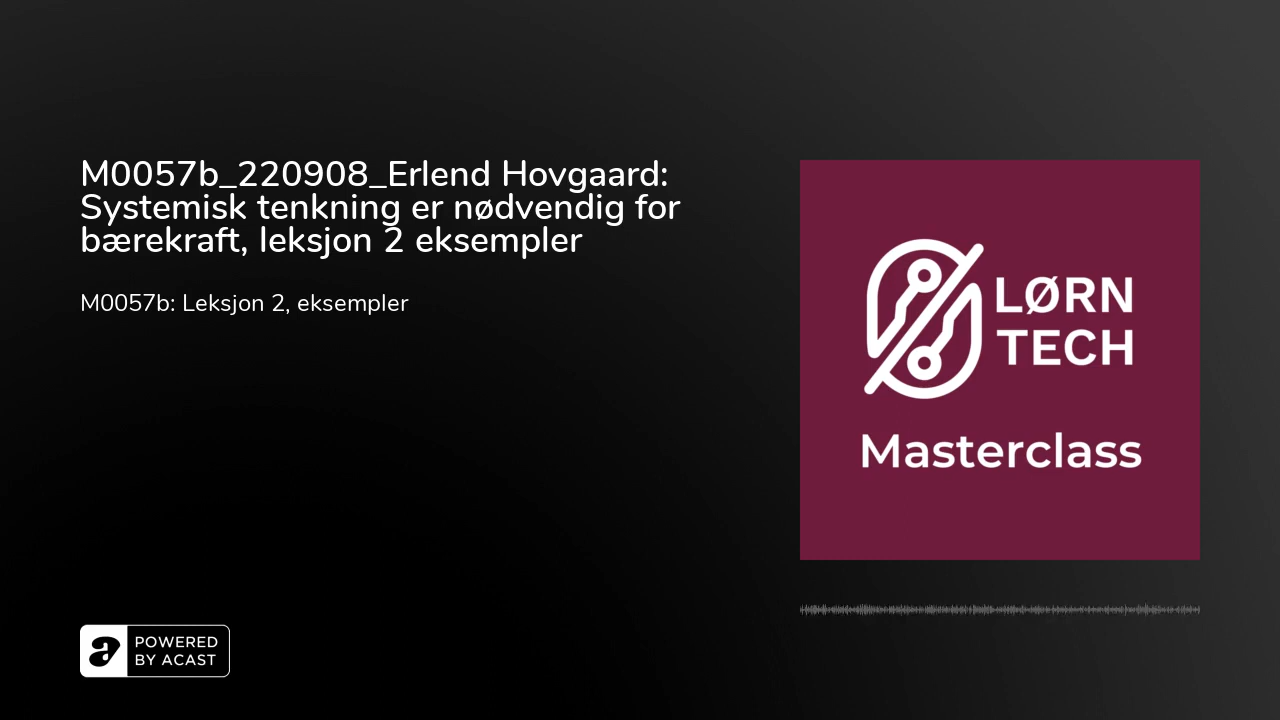 M0057b_220908_Erlend Hovgaard:
Systemisk tenkning er nødvendig for
bærekraft, leksjon 2 eksempler
M0057b: Leksjon 2, eksempler
LØRN
TECH
Masterclass
a POWERED
BY ACAST